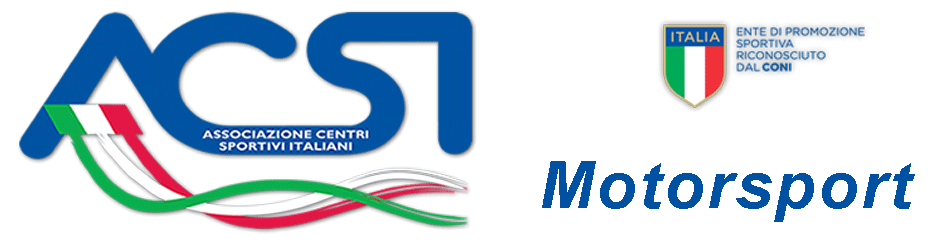 ACSI
ASSOCIAZIONE CENTRI
SPORTIVI ITALIANI
ITALIA
ENTE DI PROMOZIONE
SPORTIVA
RICONOSCIUTO
DAL CONI
Motorsport